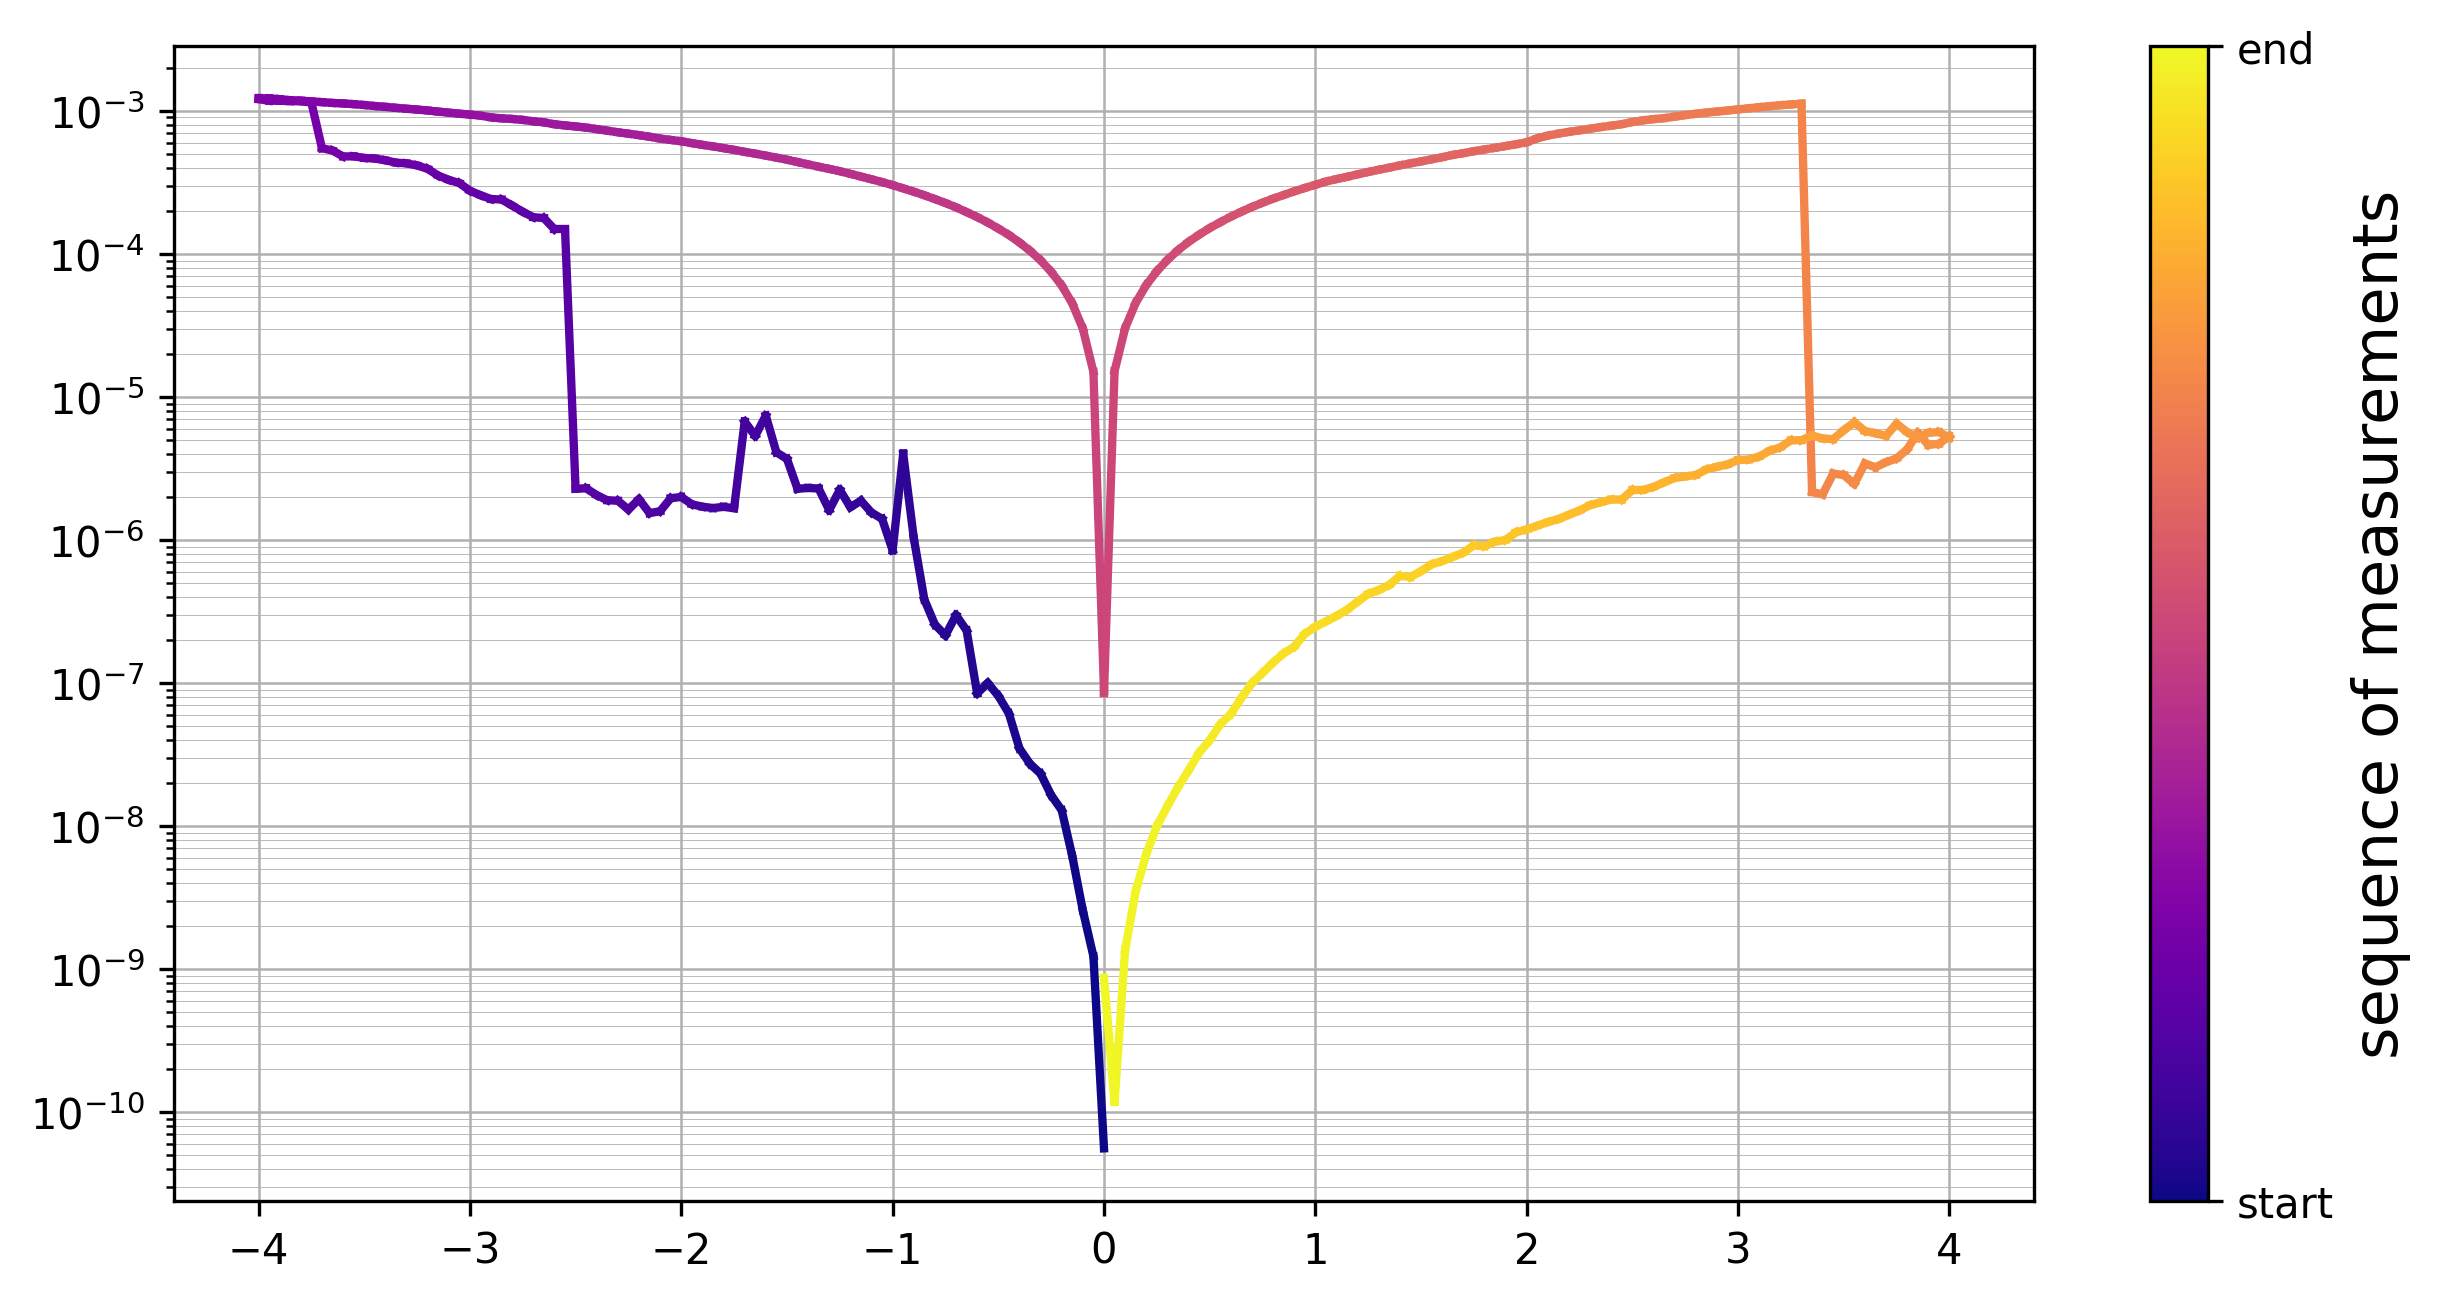 10⁻³
10⁻⁴
10⁻⁵
10⁻⁶
10⁻⁷
10⁻⁸
10⁻⁹
10⁻¹⁰
−4 −3 −2 −1 0 1 2 3 4
end
start
sequence of measurements